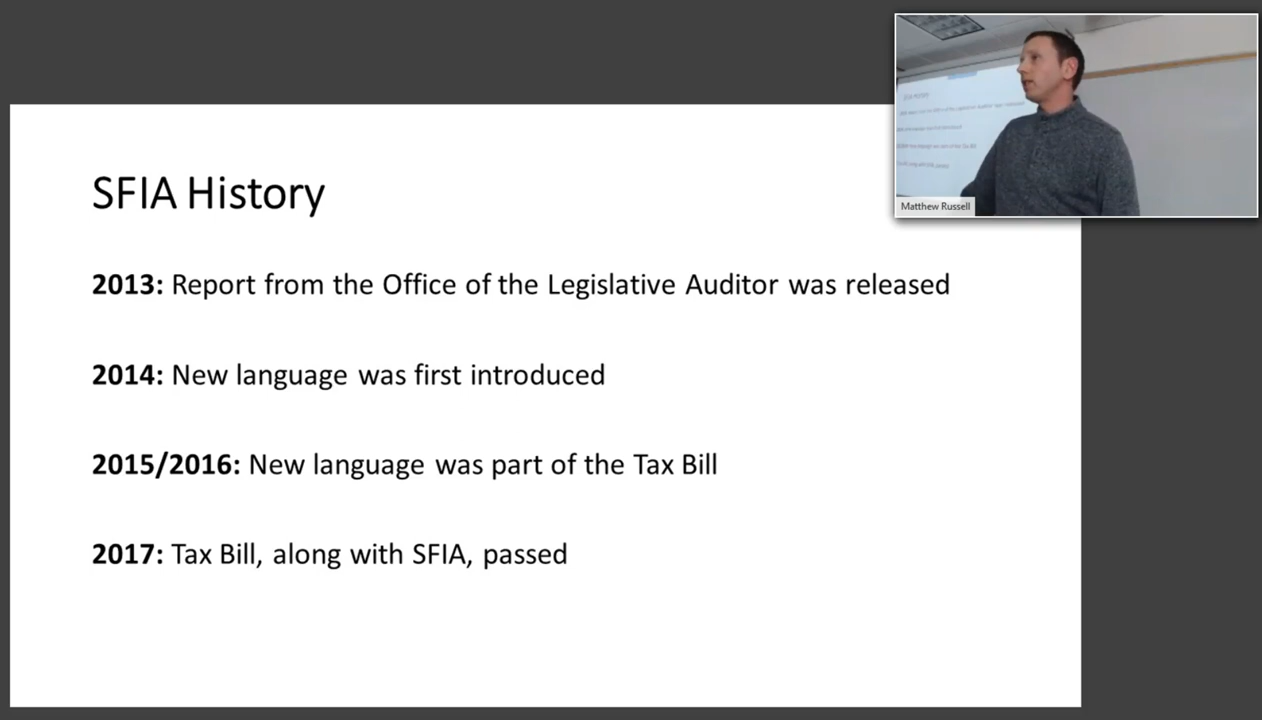 SFIA History
2013: Report from the Office of the Legislative Auditor was released
2014: New language was first introduced
2015/2016: New language was part of the Tax Bill
2017: Tax Bill, along with SFIA, passed
Matthew Russell